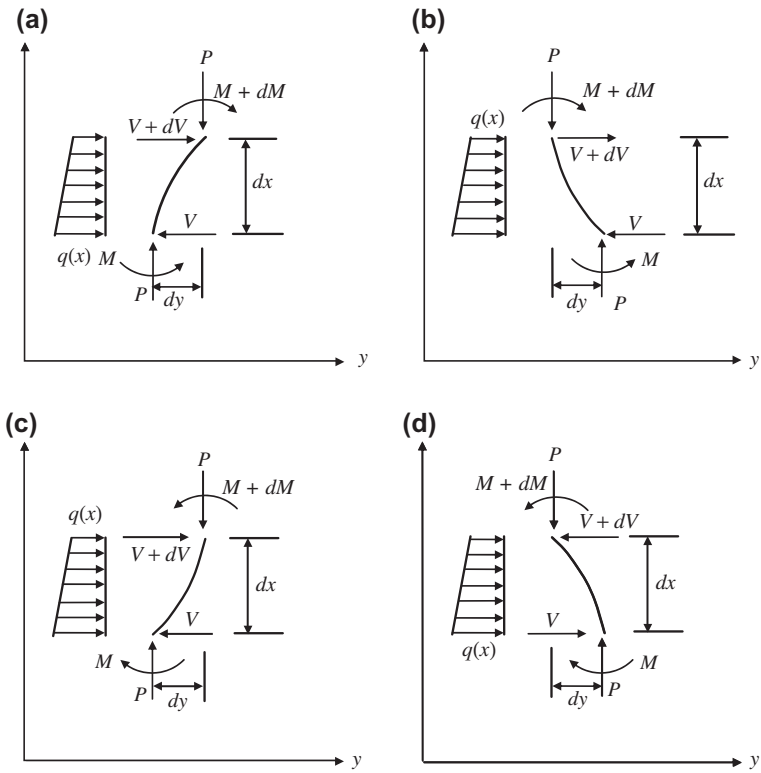 (a)
P
M + dM
V + dV
dx
V
q(x)
M
P
dy
y
(b)
P
M + dM
q(x)
V + dV
dx
V
M
dy
P
y
(c)
P
M + dM
q(x)
V + dV
dx
V
M
P
dy
y
(d)
P
M + dM
V + dV
dx
V
q(x)
M
dy
P
y